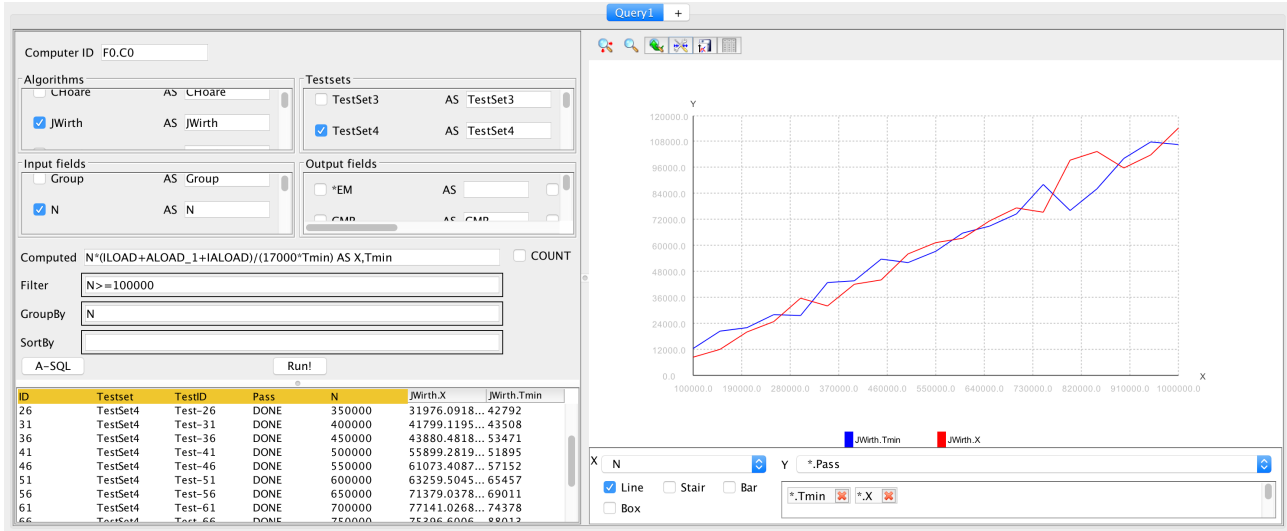 Query1 +
Computer ID F0.C0
Algorithms
CHoare AS CHoare
JWirth AS JWirth
Testsets
TestSet3 AS TestSet3
TestSet4 AS TestSet4
Input fields
Group AS Group
N AS N
Output fields
*EM AS
CMP AS CMP
Computed N*(ILOAD+ALOAD_1+IALOAD)/(17000*Tmin) AS X,Tmin COUNT
Filter N>=100000
GroupBy N
SortBy
A-SQL Run!
ID Testset TestID Pass N JWirth.X JWirth.Tmin
26 TestSet4 Test-26 DONE 350000 31976.0918... 42792
31 TestSet4 Test-31 DONE 400000 41799.1195... 43508
36 TestSet4 Test-36 DONE 450000 43880.4818... 53471
41 TestSet4 Test-41 DONE 500000 55899.2819... 51895
46 TestSet4 Test-46 DONE 550000 61073.4087... 57152
51 TestSet4 Test-51 DONE 600000 63259.5045... 65457
56 TestSet4 Test-56 DONE 650000 71379.0378... 69011
61 TestSet4 Test-61 DONE 700000 77141.0268... 74378
66 TestSet4 Test-66 DONE 750000 75396.6006... 88013
Y
120000.0
108000.0
96000.0
84000.0
72000.0
60000.0
48000.0
36000.0
24000.0
12000.0
0.0
X
100000.0 190000.0 280000.0 370000.0 460000.0 550000.0 640000.0 730000.0 820000.0 910000.0 1000000.0
JWirth.Tmin JWirth.X
X N Y *.Pass
Line Stair Bar
Box
*.Tmin *.X